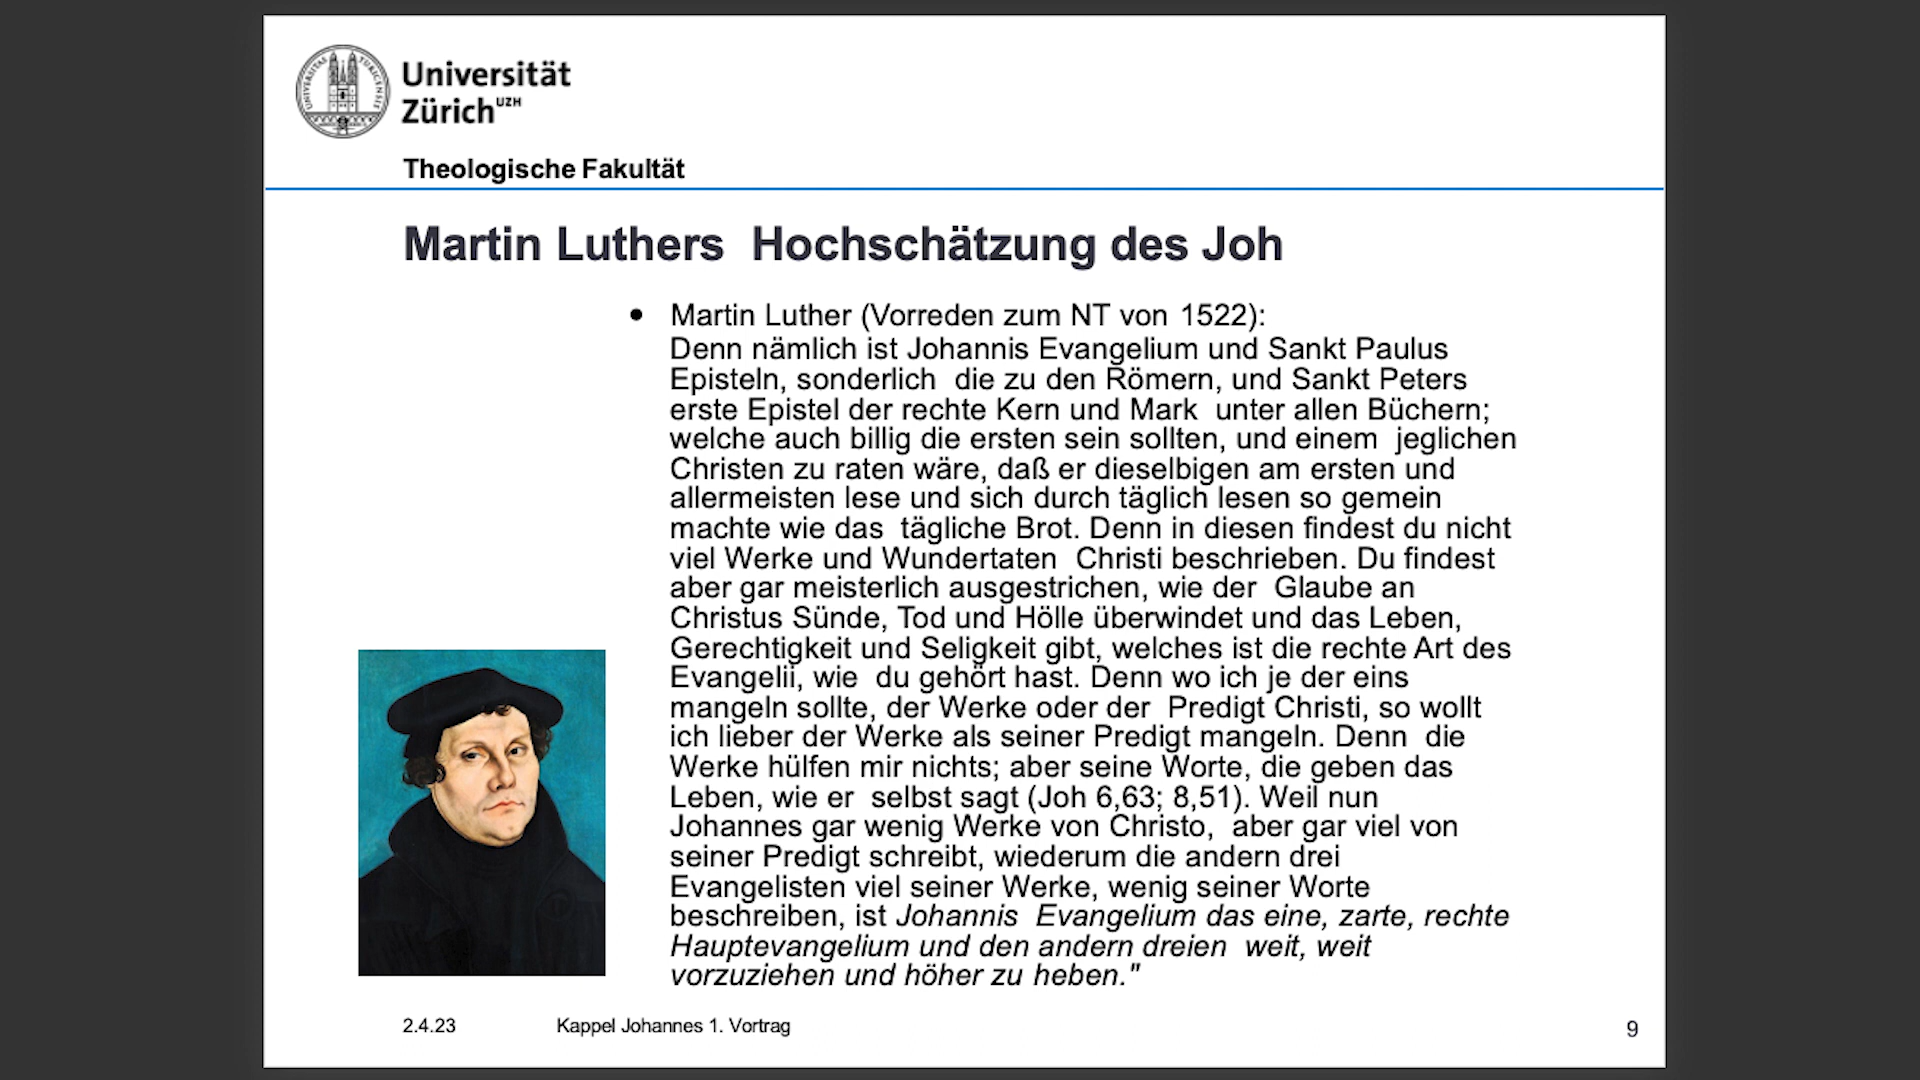 Universität
Zürich UZH
Theologische Fakultät
Martin Luthers Hochschätzung des Joh
• Martin Luther (Vorreden zum NT von 1522):
Denn nämlich ist Johannis Evangelium und Sankt Paulus
Episteln, sonderlich die zu den Römern, und Sankt Peters
erste Epistel der rechte Kern und Mark unter allen Büchern;
welche auch billig die ersten sein sollten, und einem jeglichen
Christen zu raten wäre, daß er dieselbigen am ersten und
allermeisten lese und sich durch täglich lesen so gemein
machte wie das tägliche Brot. Denn in diesen findest du nicht
viel Werke und Wundertaten Christi beschrieben. Du findest
aber gar meisterlich ausgestrichen, wie der Glaube an
Christus Sünde, Tod und Hölle überwindet und das Leben,
Gerechtigkeit und Seligkeit gibt, welches ist die rechte Art des
Evangelii, wie du gehört hast. Denn wo ich je der eins
mangeln sollte, der Werke oder der Predigt Christi, so wollt
ich lieber der Werke als seiner Predigt mangeln. Denn die
Werke hülfen mir nichts; aber seine Worte, die geben das
Leben, wie er selbst sagt (Joh 6,63; 8,51). Weil nun
Johannes gar wenig Werke von Christo, aber gar viel von
seiner Predigt schreibt, wiederum die andern drei
Evangelisten viel seiner Werke, wenig seiner Worte
beschreiben, ist Johannis Evangelium das eine, zarte, rechte
Hauptevangelium und den andern dreien weit, weit
vorzuziehen und höher zu heben."
2.4.23 Kappel Johannes 1. Vortrag 9